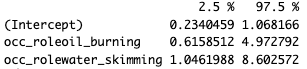 2.5 % 97.5 %
(Intercept) 0.2340459 1.068166
occ_roleoil_burning 0.6158512 4.972792
occ_rolewater_skimming 1.0461988 8.602572